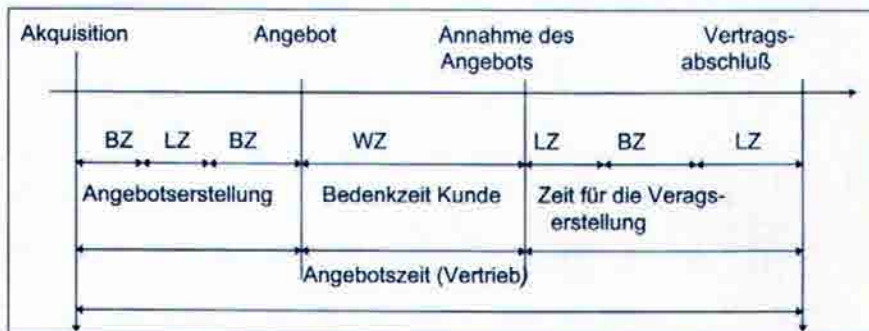 Akquisition Angebot Annahme des Vertrags-
Angebots abschluß
BZ LZ BZ WZ LZ BZ LZ
Angebotserstellung Bedenkzeit Kunde Zeit für die Verags-
erstellung
Angebotszeit (Vertrieb)